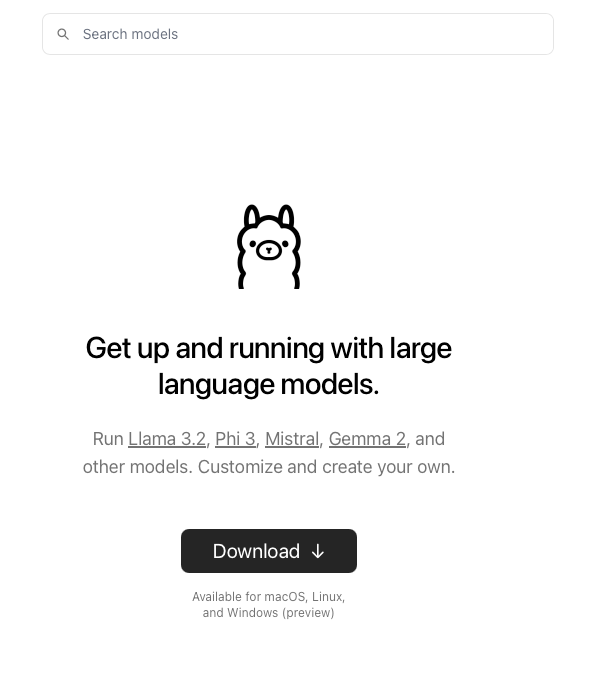 Search models
Get up and running with large
language models.
Run Llama 3.2, Phi 3, Mistral, Gemma 2, and
other models. Customize and create your own.
Download ↓
Available for macOS, Linux,
and Windows (preview)